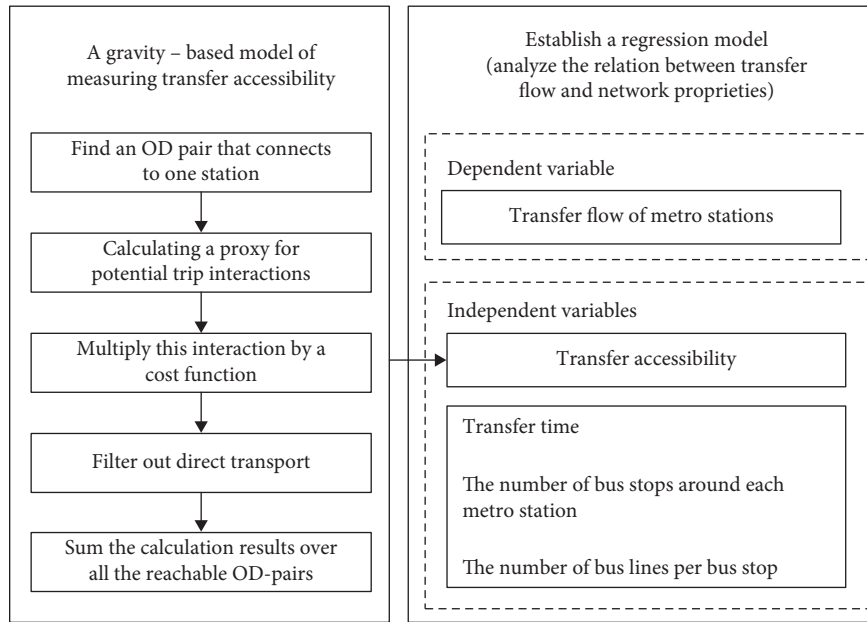 A gravity – based model of
measuring transfer accessibility
Find an OD pair that connects
to one station
Calculating a proxy for
potential trip interactions
Multiply this interaction by a
cost function
Filter out direct transport
Sum the calculation results over
all the reachable OD-pairs
Establish a regression model
(analyze the relation between transfer
flow and network proprieties)
Dependent variable
Transfer flow of metro stations
Independent variables
Transfer accessibility
Transfer time
The number of bus stops around each
metro station
The number of bus lines per bus stop